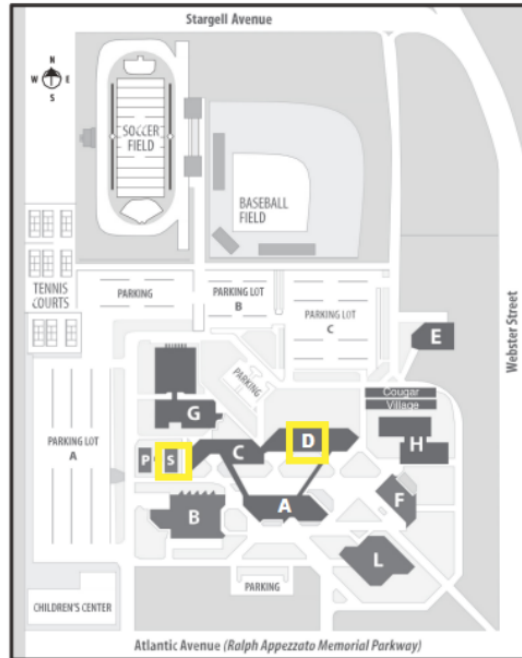 Stargell Avenue
N
W E
S
SOCCER
FIELD
BASEBALL
FIELD
TENNIS
COURTS
PARKING
PARKING LOT
B
PARKING LOT
C
Webster Street
E
PARKING
Cougar
Village
G
H
PARKING LOT
A
P
S
C
D
F
B
A
L
PARKING
CHILDREN'S CENTER
Atlantic Avenue (Ralph Appezzato Memorial Parkway)